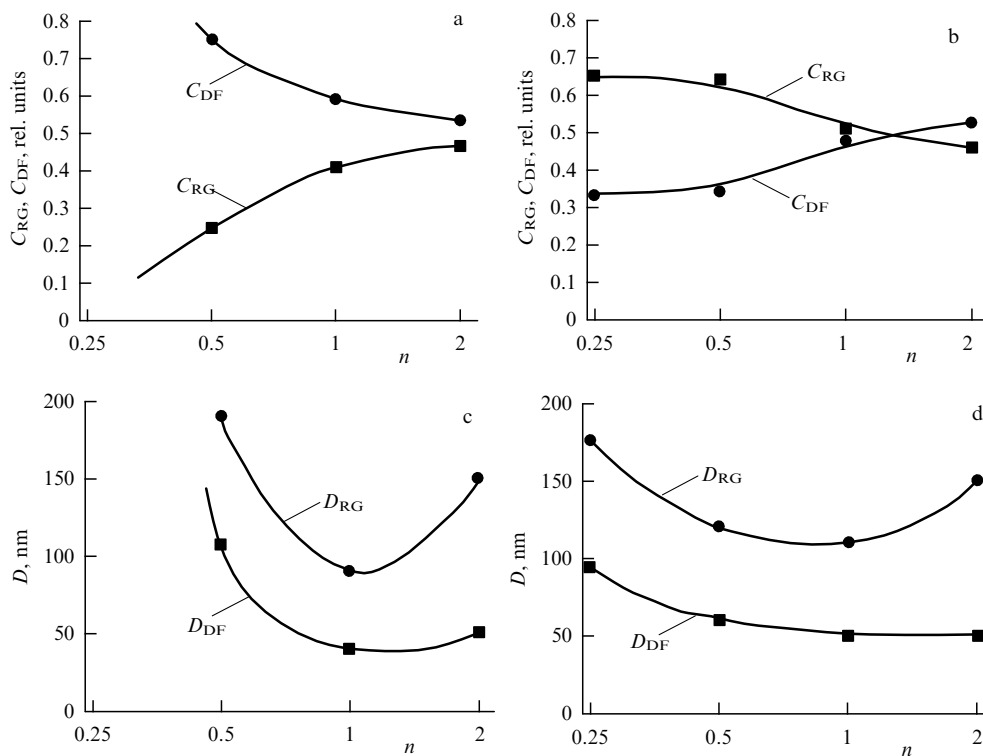 0.8
0.7
0.6
0.5
0.4
0.3
0.2
0.1
0
C_RG, C_DF, rel. units
a
C_DF
C_RG
0.25 0.5 1 2
n
0.8
0.7
0.6
0.5
0.4
0.3
0.2
0.1
0
C_RG, C_DF, rel. units
b
C_RG
C_DF
0.25 0.5 1 2
n
200
150
100
50
0
D, nm
c
D_RG
D_DF
0.25 0.5 1 2
n
200
150
100
50
0
D, nm
d
D_RG
D_DF
0.25 0.5 1 2
n